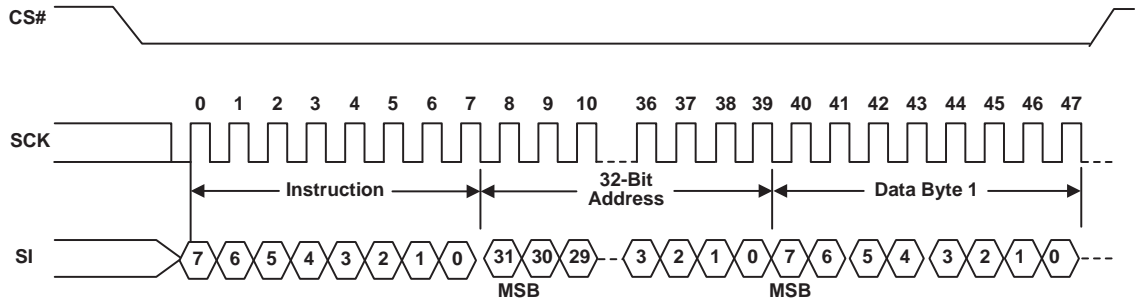 CS#
0 1 2 3 4 5 6 7 8 9 10 36 37 38 39 40 41 42 43 44 45 46 47
SCK
Instruction 32-Bit Address Data Byte 1
SI 7 6 5 4 3 2 1 0 31 30 29 3 2 1 0 7 6 5 4 3 2 1 0
MSB MSB